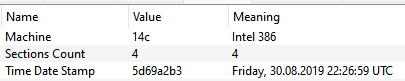 Name Value Meaning
Machine 14c Intel 386
Sections Count 4 4
Time Date Stamp 5d69a2b3 Friday, 30.08.2019 22:26:59 UTC